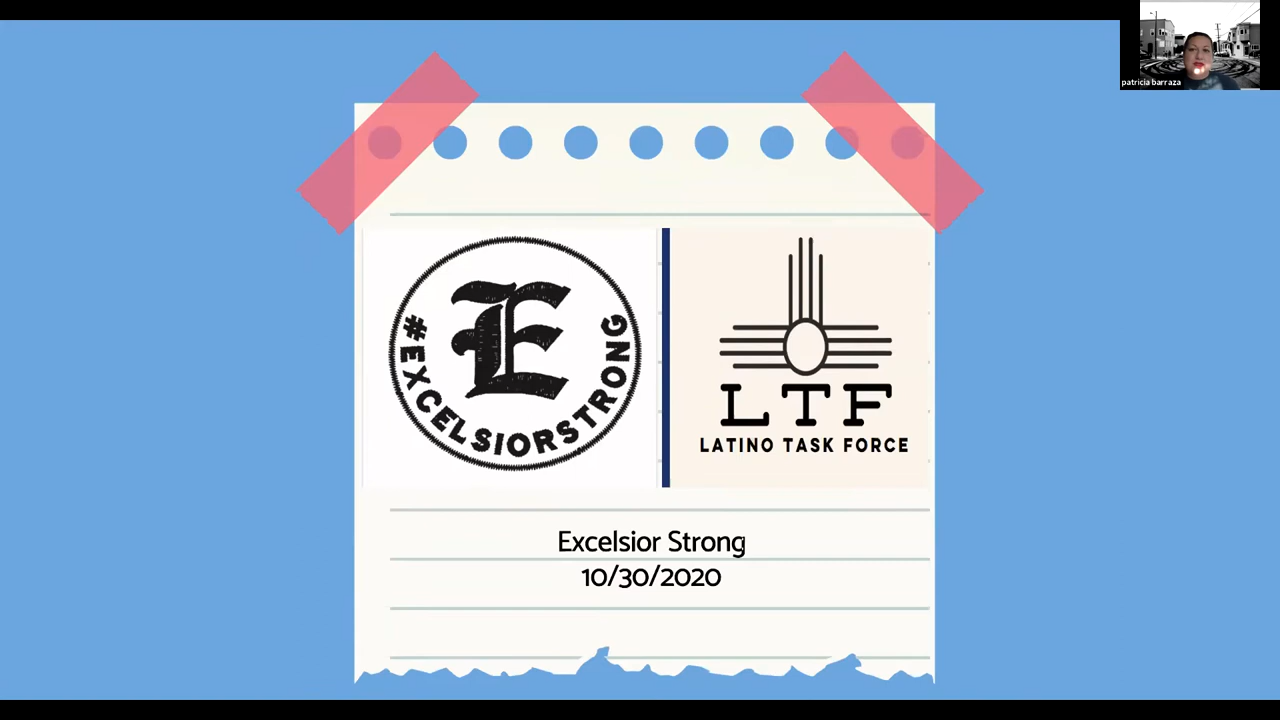 patricia barraza
E
#EXCELSIORSTRONG
LTF
LATINO TASK FORCE
Excelsior Strong
10/30/2020